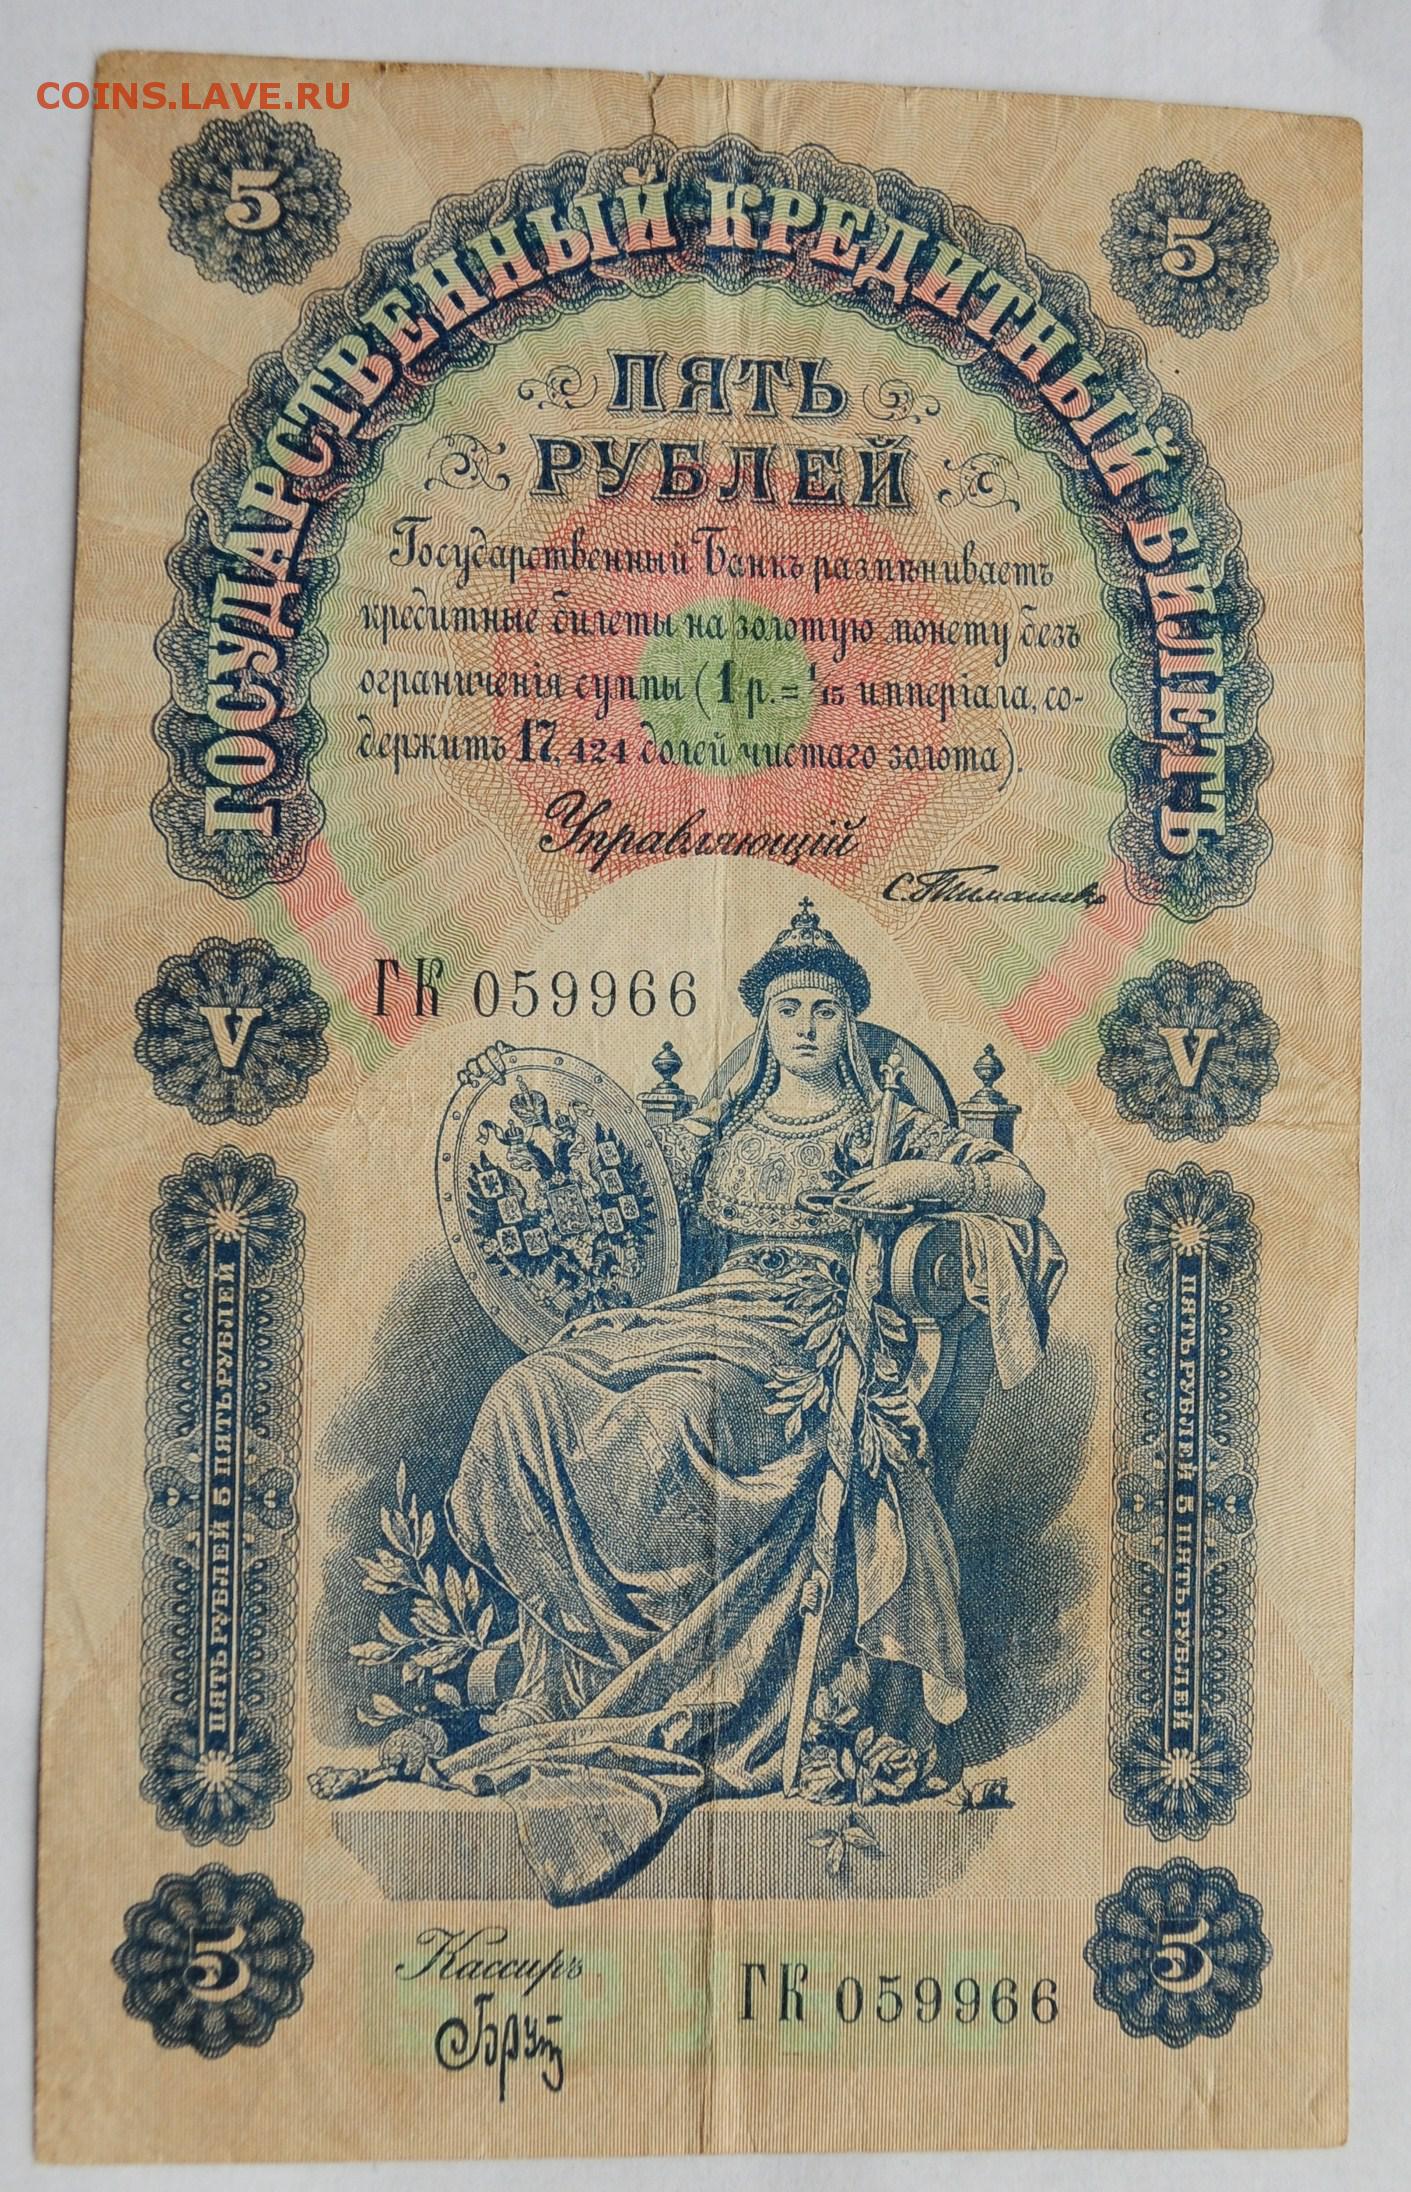 COINS.LAVE.RU
5 5
ГОСУДАРСТВЕННЫЙ КРЕДИТНЫЙ БИЛЕТЪ
ПЯТЬ
РУБЛЕЙ
Государственный Банкъ размѣниваетъ
кредитные билеты на золотую монету безъ
ограниченія суммы (1 р. = 1/15 имперіала, со-
держитъ 17,424 долей чистаго золота).
Управляющій
С. Тимашевъ
ГК 059966
V V
ПЯТЬ РУБЛЕЙ 5 ПЯТЬ РУБЛЕЙ
ПЯТЬ РУБЛЕЙ 5 ПЯТЬ РУБЛЕЙ
5 5
Кассиръ
Брут
ГК 059966